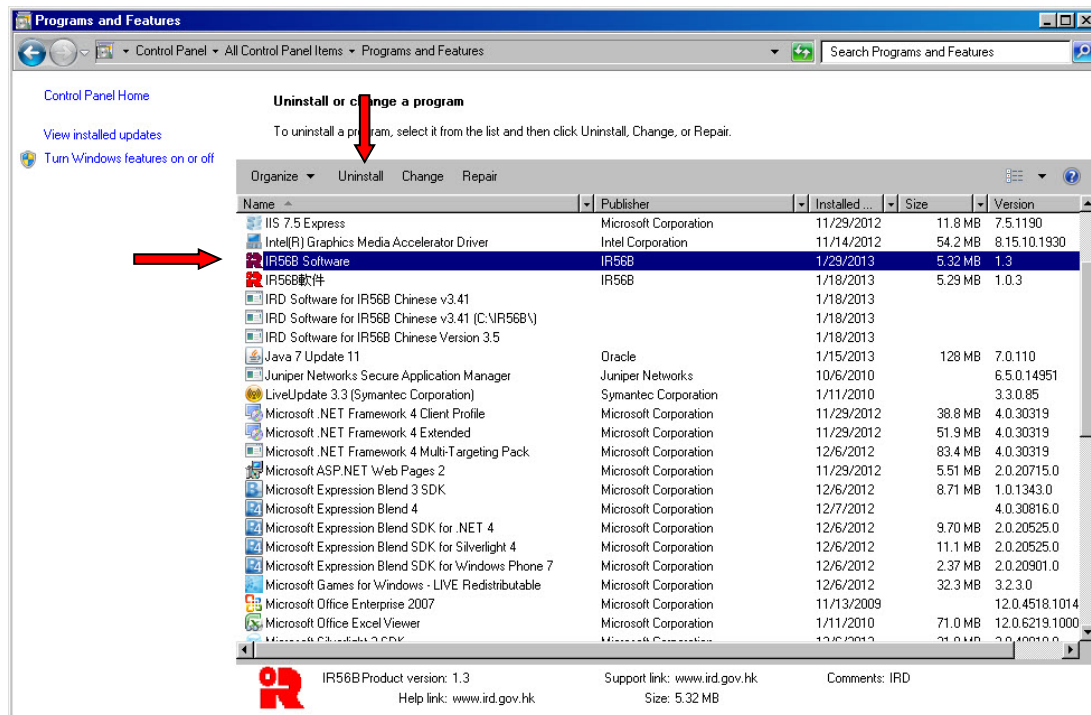 Programs and Features
Control Panel All Control Panel Items Programs and Features Search Programs and Features
Control Panel Home
View installed updates
Turn Windows features on or off
Uninstall or change a program
To uninstall a program, select it from the list and then click Uninstall, Change, or Repair.
Organize Uninstall Change Repair
Name Publisher Installed ... Size Version
IIS 7.5 Express Microsoft Corporation 11/29/2012 11.8 MB 7.5.1190
Intel(R) Graphics Media Accelerator Driver Intel Corporation 11/14/2012 54.2 MB 8.15.10.1930
IR56B Software IR56B 1/29/2013 5.32 MB 1.3
IR56B軟件 IR56B 1/18/2013 5.29 MB 1.0.3
IRD Software for IR56B Chinese v3.41 1/18/2013
IRD Software for IR56B Chinese v3.41 (C:\IR56B\) 1/18/2013
IRD Software for IR56B Chinese Version 3.5 1/18/2013
Java 7 Update 11 Oracle 1/15/2013 128 MB 7.0.110
Juniper Networks Secure Application Manager Juniper Networks 10/6/2010 6.5.0.14951
LiveUpdate 3.3 (Symantec Corporation) Symantec Corporation 1/11/2010 3.3.0.85
Microsoft .NET Framework 4 Client Profile Microsoft Corporation 11/29/2012 38.8 MB 4.0.30319
Microsoft .NET Framework 4 Extended Microsoft Corporation 11/29/2012 51.9 MB 4.0.30319
Microsoft .NET Framework 4 Multi-Targeting Pack Microsoft Corporation 12/6/2012 83.4 MB 4.0.30319
Microsoft ASP.NET Web Pages 2 Microsoft Corporation 11/29/2012 5.51 MB 2.0.20715.0
Microsoft Expression Blend 3 SDK Microsoft Corporation 12/6/2012 8.71 MB 1.0.1343.0
Microsoft Expression Blend 4 Microsoft Corporation 12/7/2012 4.0.30816.0
Microsoft Expression Blend SDK for .NET 4 Microsoft Corporation 12/6/2012 9.70 MB 2.0.20525.0
Microsoft Expression Blend SDK for Silverlight 4 Microsoft Corporation 12/6/2012 11.1 MB 2.0.20525.0
Microsoft Expression Blend SDK for Windows Phone 7 Microsoft Corporation 12/6/2012 2.37 MB 2.0.20901.0
Microsoft Games for Windows - LIVE Redistributable Microsoft Corporation 12/6/2012 32.3 MB 3.2.3.0
Microsoft Office Enterprise 2007 Microsoft Corporation 11/13/2009 12.0.4518.1014
Microsoft Office Excel Viewer Microsoft Corporation 1/11/2010 71.0 MB 12.0.6219.1000
IR56B Product version: 1.3 Support link: www.ird.gov.hk Comments: IRD
Help link: www.ird.gov.hk Size: 5.32 MB